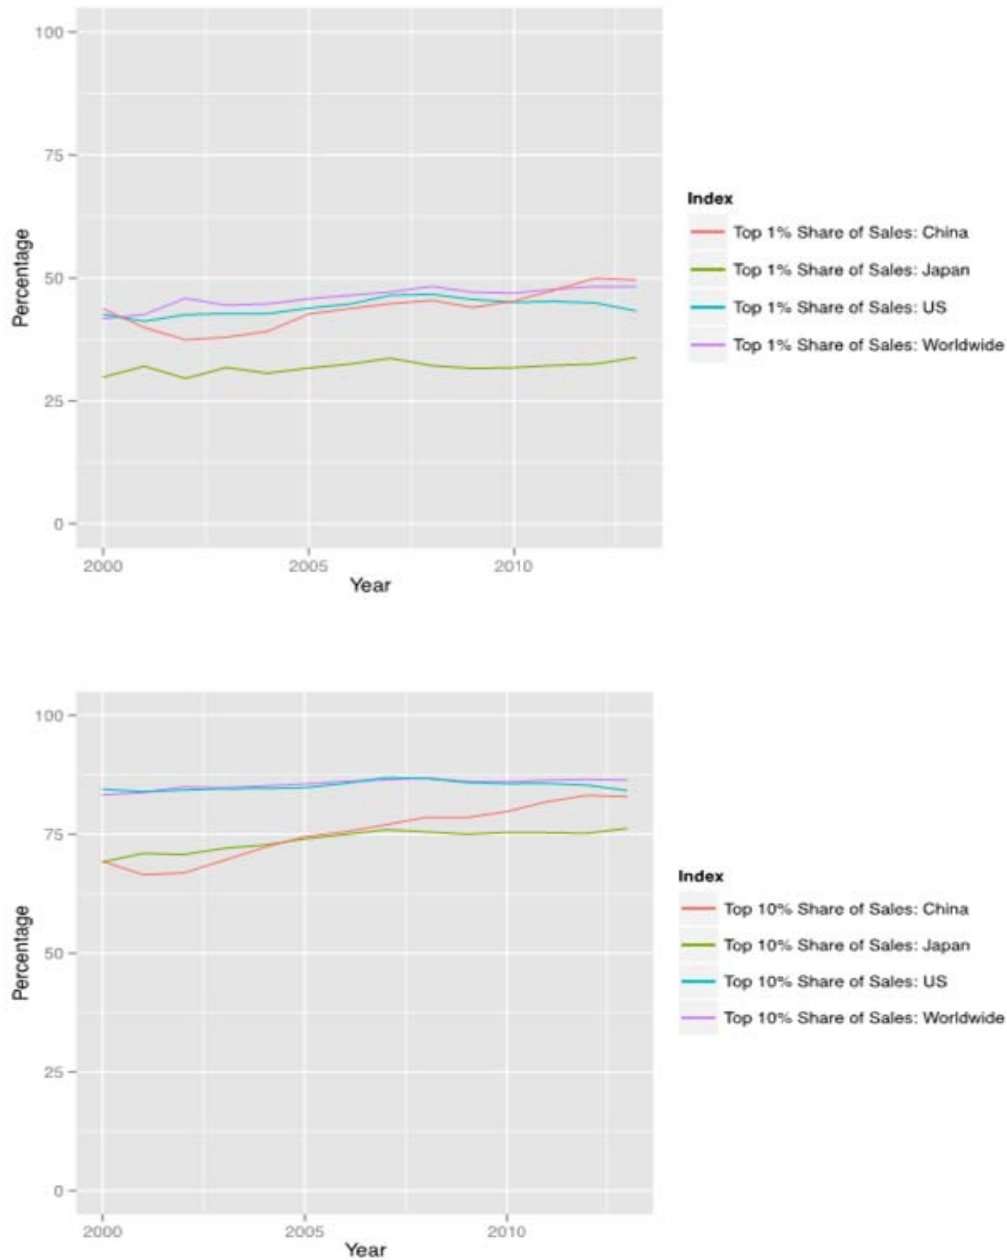 100
75
50
25
0
Percentage
2000 2005 2010
Year
Index
Top 1% Share of Sales: China
Top 1% Share of Sales: Japan
Top 1% Share of Sales: US
Top 1% Share of Sales: Worldwide
100
75
50
25
0
Percentage
2000 2005 2010
Year
Index
Top 10% Share of Sales: China
Top 10% Share of Sales: Japan
Top 10% Share of Sales: US
Top 10% Share of Sales: Worldwide